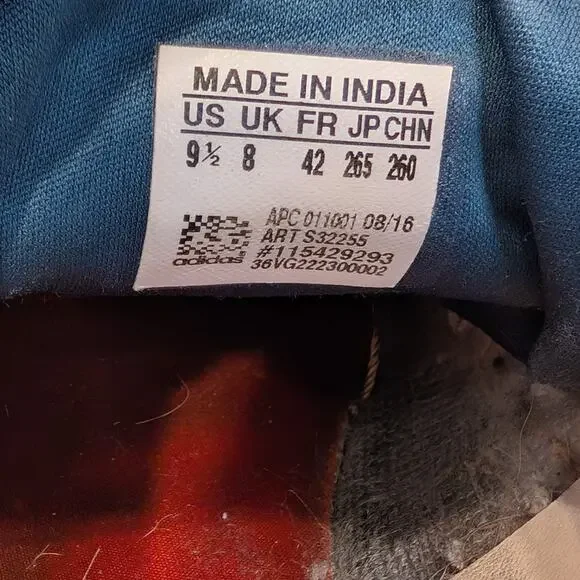 MADE IN INDIA
US UK FR JP CHN
9½ 8 42 265 260
APC 011001 08/16
ART S32255
#115429293
adidas 36VG222300002